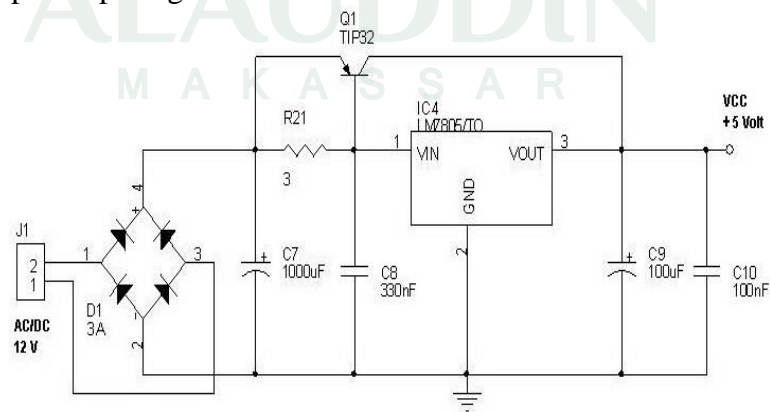 ALAUDDIN
MAKASSAR
Q1
TIP32
R21
3
IC4
LM7805/TO
1
VIN
VOUT
3
GND
2
VCC
+5 Volt
4
+
J1
2
1
1
3
D1
3A
-
2
AC/DC
12 V
+
C7
1000uF
C8
330nF
+
C9
100uF
C10
100nF